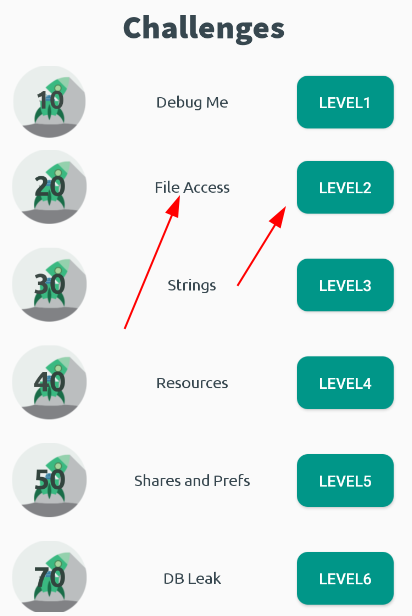 Challenges
10 Debug Me LEVEL1
20 File Access LEVEL2
30 Strings LEVEL3
40 Resources LEVEL4
50 Shares and Prefs LEVEL5
70 DB Leak LEVEL6